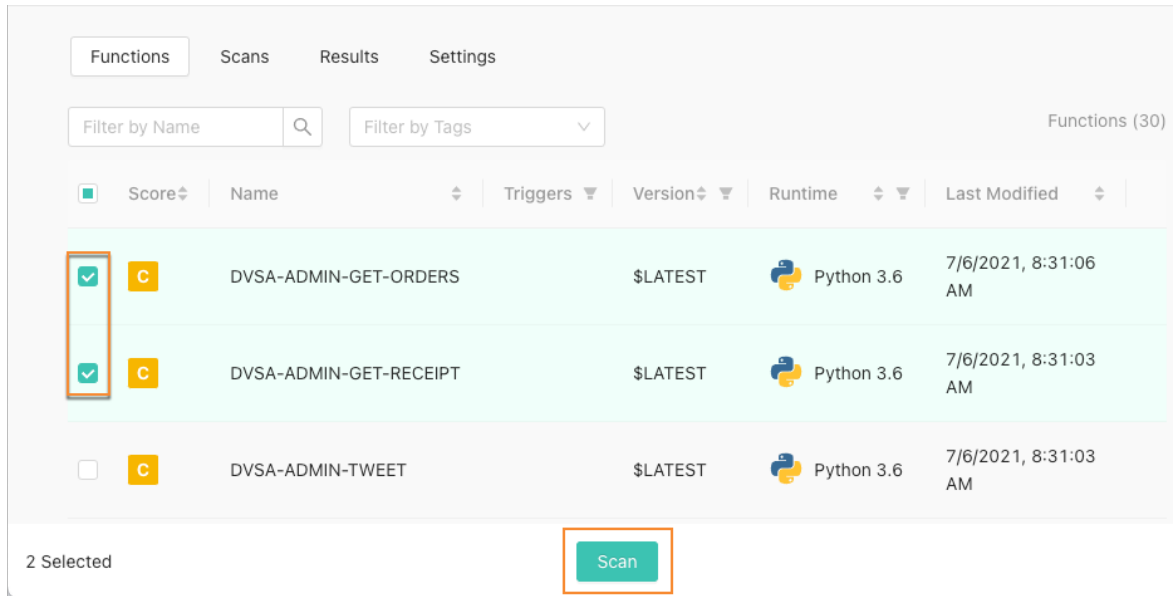 Functions Scans Results Settings
Filter by Name Filter by Tags Functions (30)
Score Name Triggers Version Runtime Last Modified
C DVSA-ADMIN-GET-ORDERS $LATEST Python 3.6 7/6/2021, 8:31:06
AM
C DVSA-ADMIN-GET-RECEIPT $LATEST Python 3.6 7/6/2021, 8:31:03
AM
C DVSA-ADMIN-TWEET $LATEST Python 3.6 7/6/2021, 8:31:03
AM
2 Selected Scan